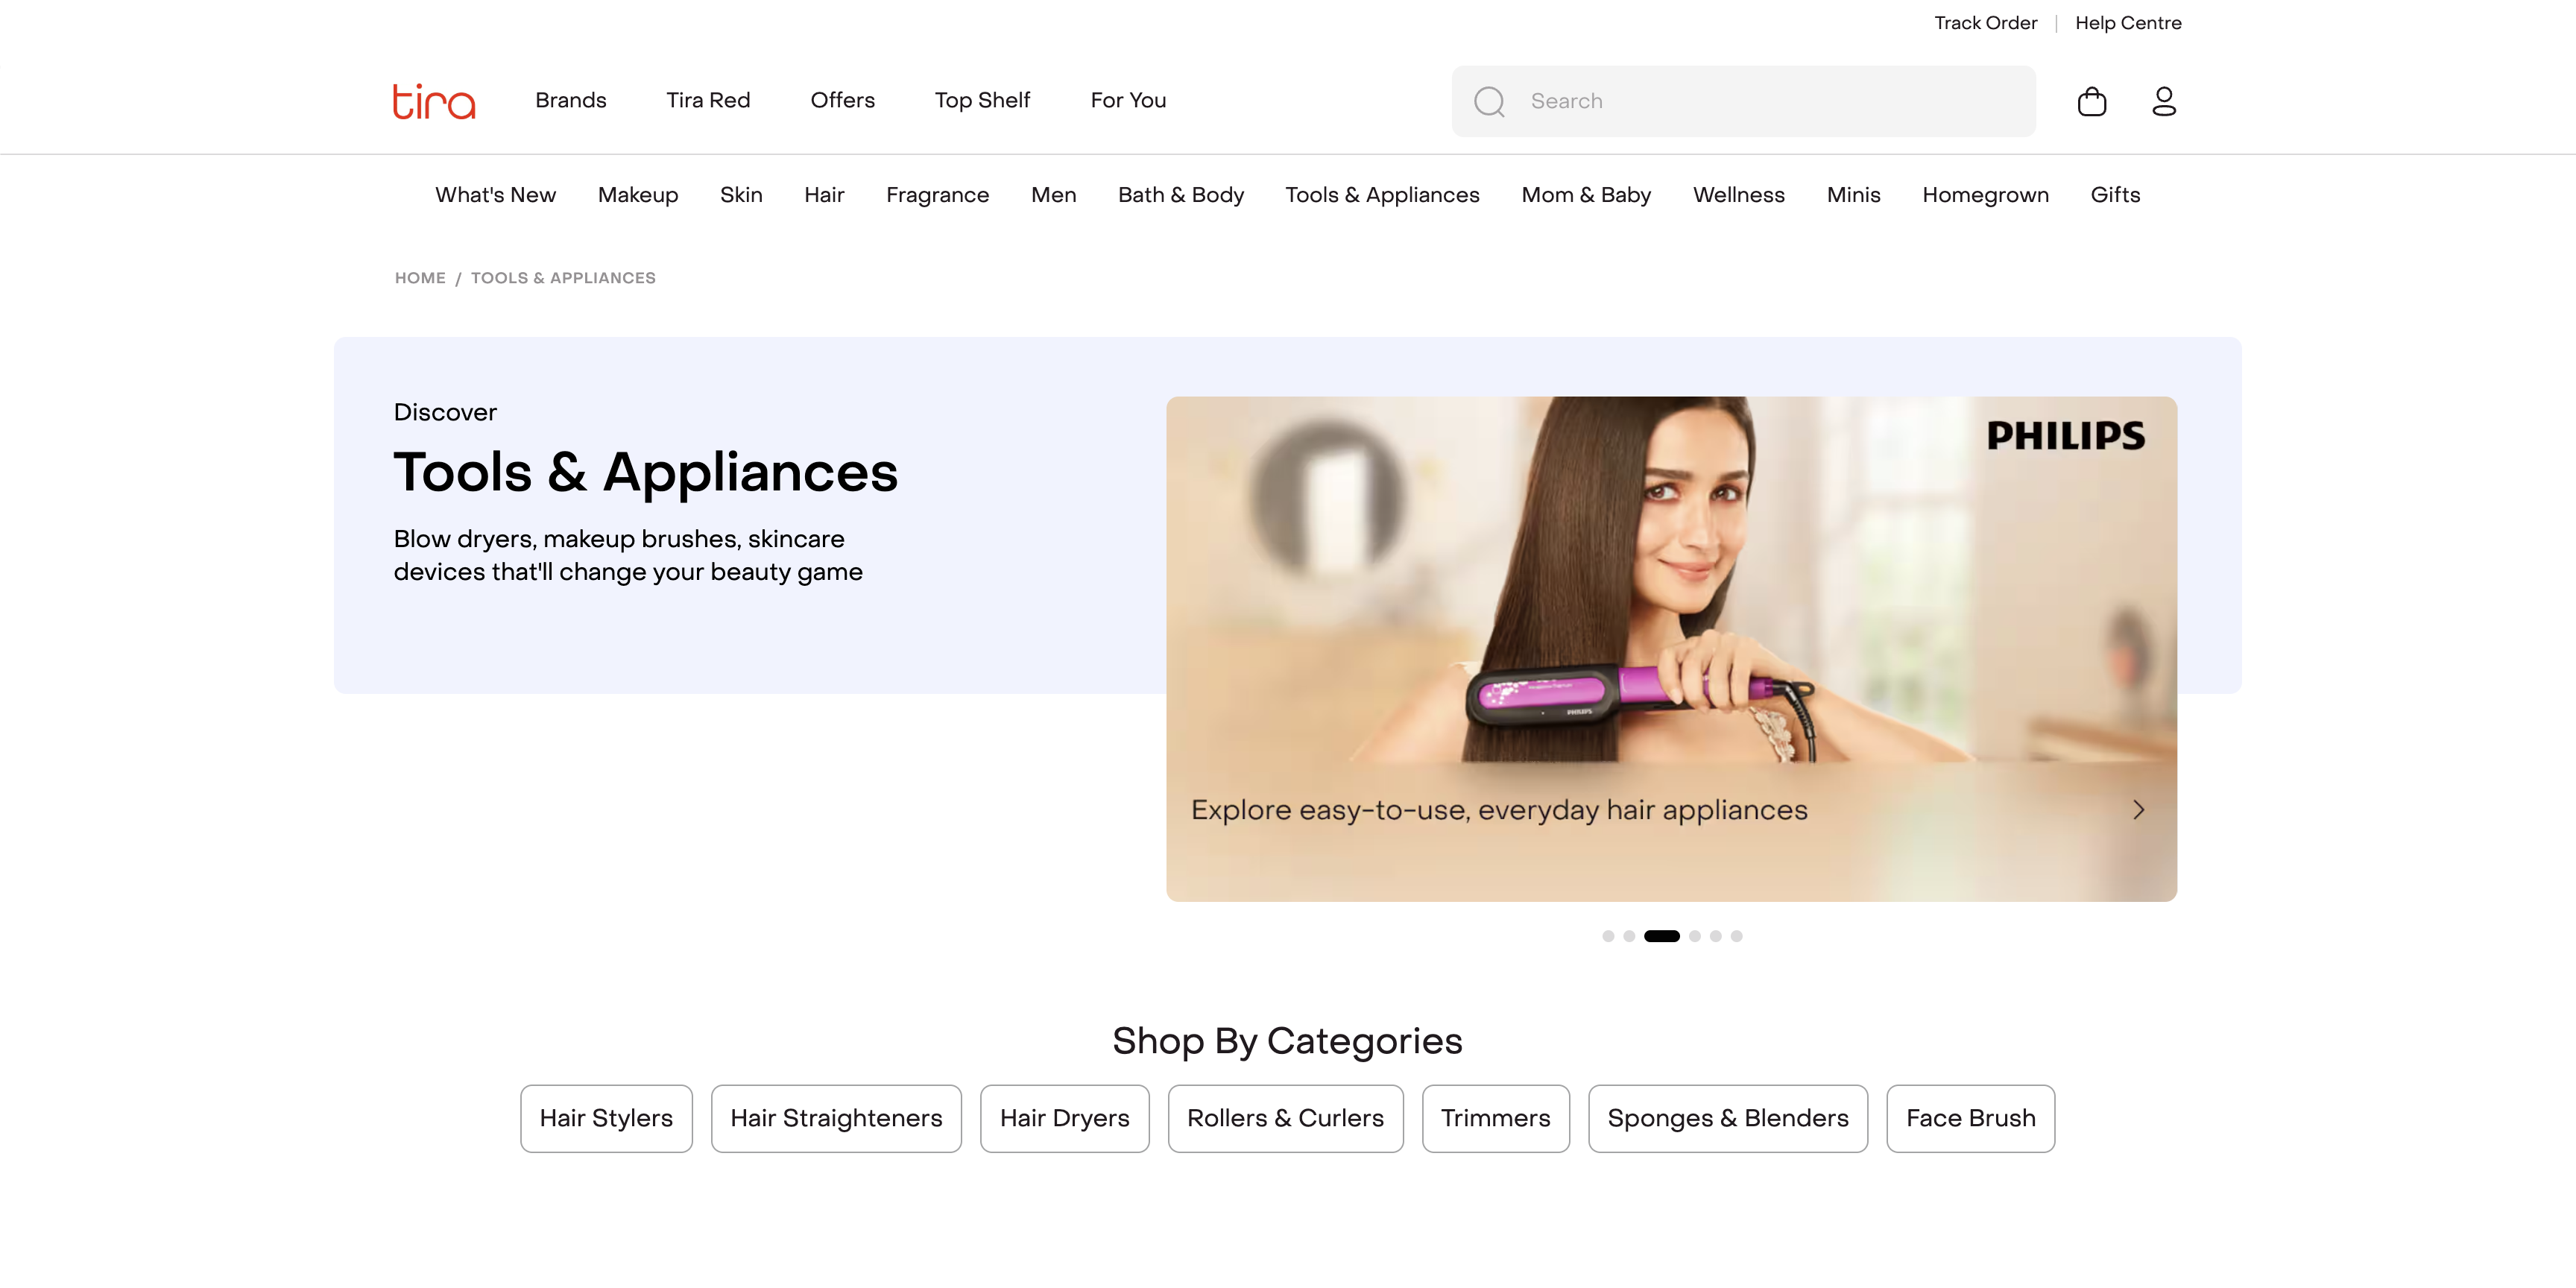 Track Order | Help Centre
tira
Brands
Tira Red
Offers
Top Shelf
For You
Search
What's New
Makeup
Skin
Hair
Fragrance
Men
Bath & Body
Tools & Appliances
Mom & Baby
Wellness
Minis
Homegrown
Gifts
HOME / TOOLS & APPLIANCES
Discover
Tools & Appliances
Blow dryers, makeup brushes, skincare
devices that'll change your beauty game
PHILIPS
PHILIPS
Explore easy-to-use, everyday hair appliances
Shop By Categories
Hair Stylers
Hair Straighteners
Hair Dryers
Rollers & Curlers
Trimmers
Sponges & Blenders
Face Brush